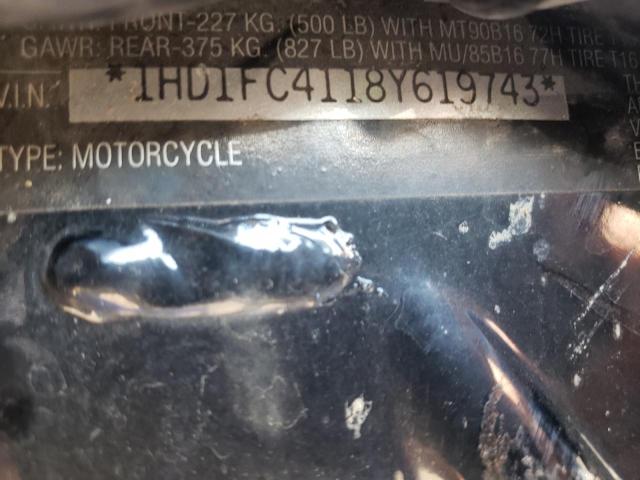 FRONT-227 KG. (500 LB) WITH MT90B16 72H TIRE
GAWR: REAR-375 KG. (827 LB) WITH MU/85B16 77H TIRE T16
V.I.N. *1HD1FC4118Y619743*
TYPE: MOTORCYCLE